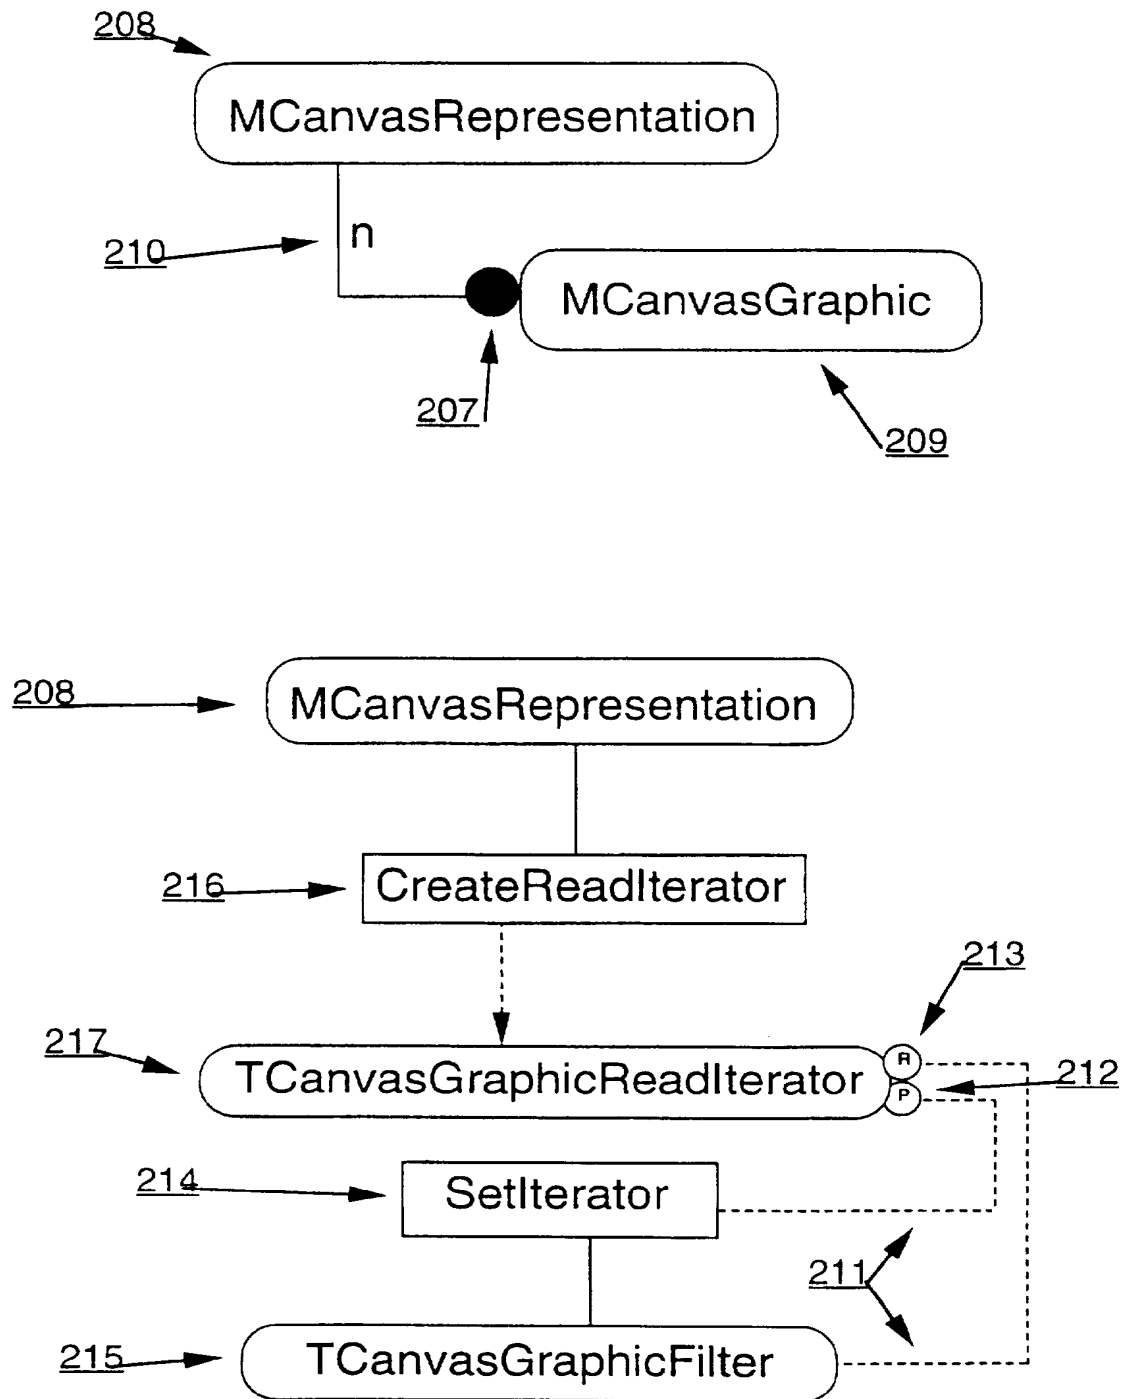 208
MCanvasRepresentation
n
210
MCanvasGraphic
207
209
208
MCanvasRepresentation
216
CreateReadIterator
213
217
TCanvasGraphicReadIterator
R
212
P
214
SetIterator
211
215
TCanvasGraphicFilter